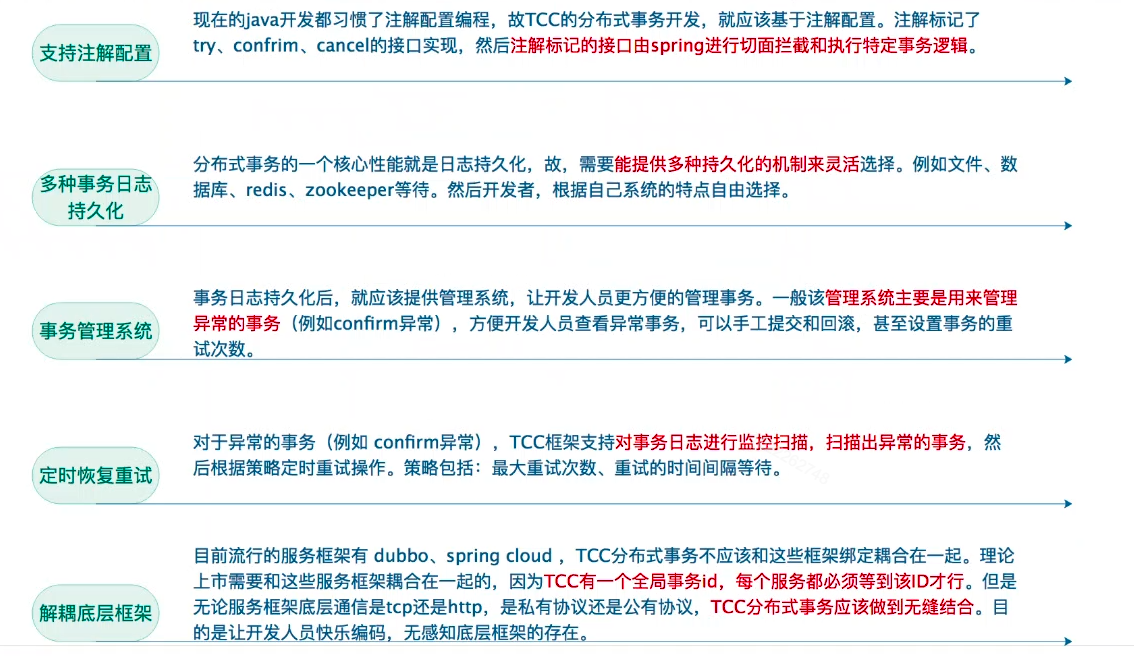 支持注解配置
现在的java开发都习惯了注解配置编程，故TCC的分布式事务开发，就应该基于注解配置。注解标记了
try、confrim、cancel的接口实现，然后注解标记的接口由spring进行切面拦截和执行特定事务逻辑。
多种事务日志
持久化
分布式事务的一个核心性能就是日志持久化，故，需要能提供多种持久化的机制来灵活选择。例如文件、数
据库、redis、zookeeper等待。然后开发者，根据自己系统的特点自由选择。
事务管理系统
事务日志持久化后，就应该提供管理系统，让开发人员更方便的管理事务。一般该管理系统主要是用来管理
异常的事务（例如confirm异常），方便开发人员查看异常事务，可以手工提交和回滚，甚至设置事务的重
试次数。
定时恢复重试
对于异常的事务（例如 confirm异常），TCC框架支持对事务日志进行监控扫描，扫描出异常的事务，然
后根据策略定时重试操作。策略包括：最大重试次数、重试的时间间隔等待。
解耦底层框架
目前流行的服务框架有 dubbo、spring cloud ，TCC分布式事务不应该和这些框架绑定耦合在一起。理论
上市需要和这些服务框架耦合在一起的，因为TCC有一个全局事务id，每个服务都必须等到该ID才行。但是
无论服务框架底层通信是tcp还是http，是私有协议还是公有协议，TCC分布式事务应该做到无缝结合。目
的是让开发人员快乐编码，无感知底层框架的存在。